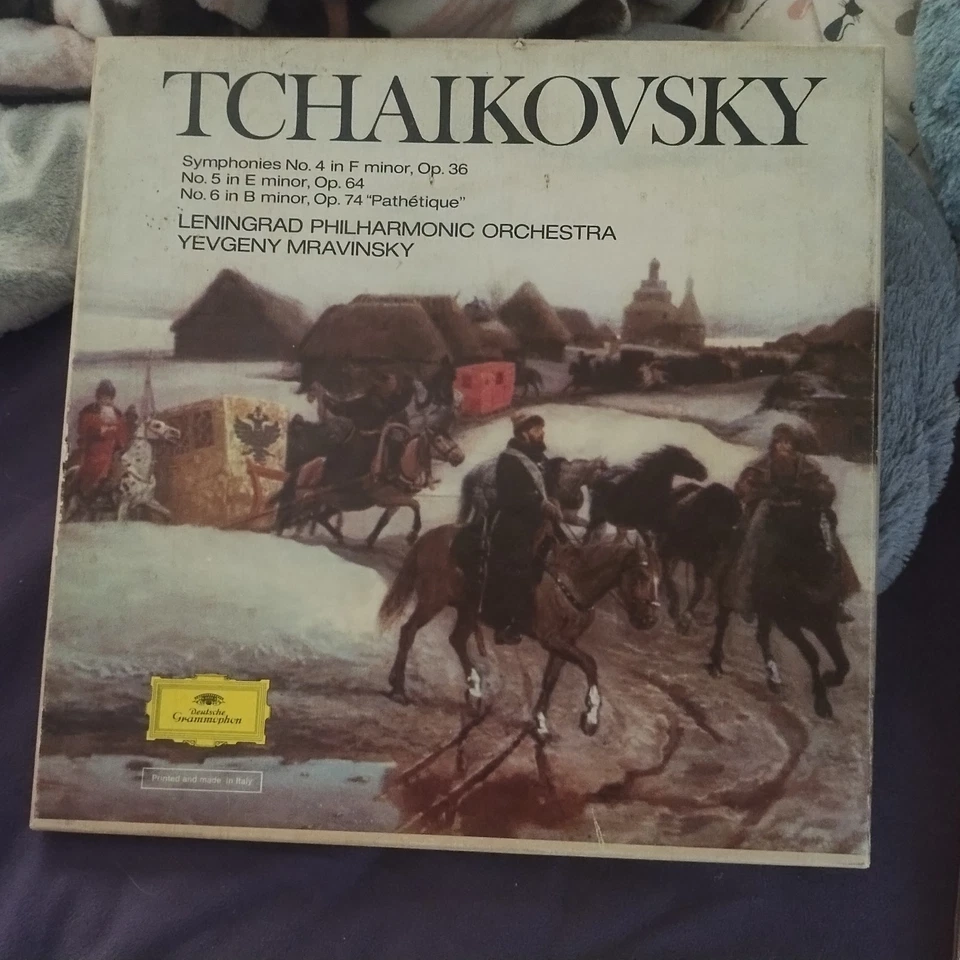 TCHAIKOVSKY
Symphonies No. 4 in F minor, Op. 36
No. 5 in E minor, Op. 64
No. 6 in B minor, Op. 74 “Pathétique”
LENINGRAD PHILHARMONIC ORCHESTRA
YEVGENY MRAVINSKY
Deutsche
Grammophon
Printed and made in Italy